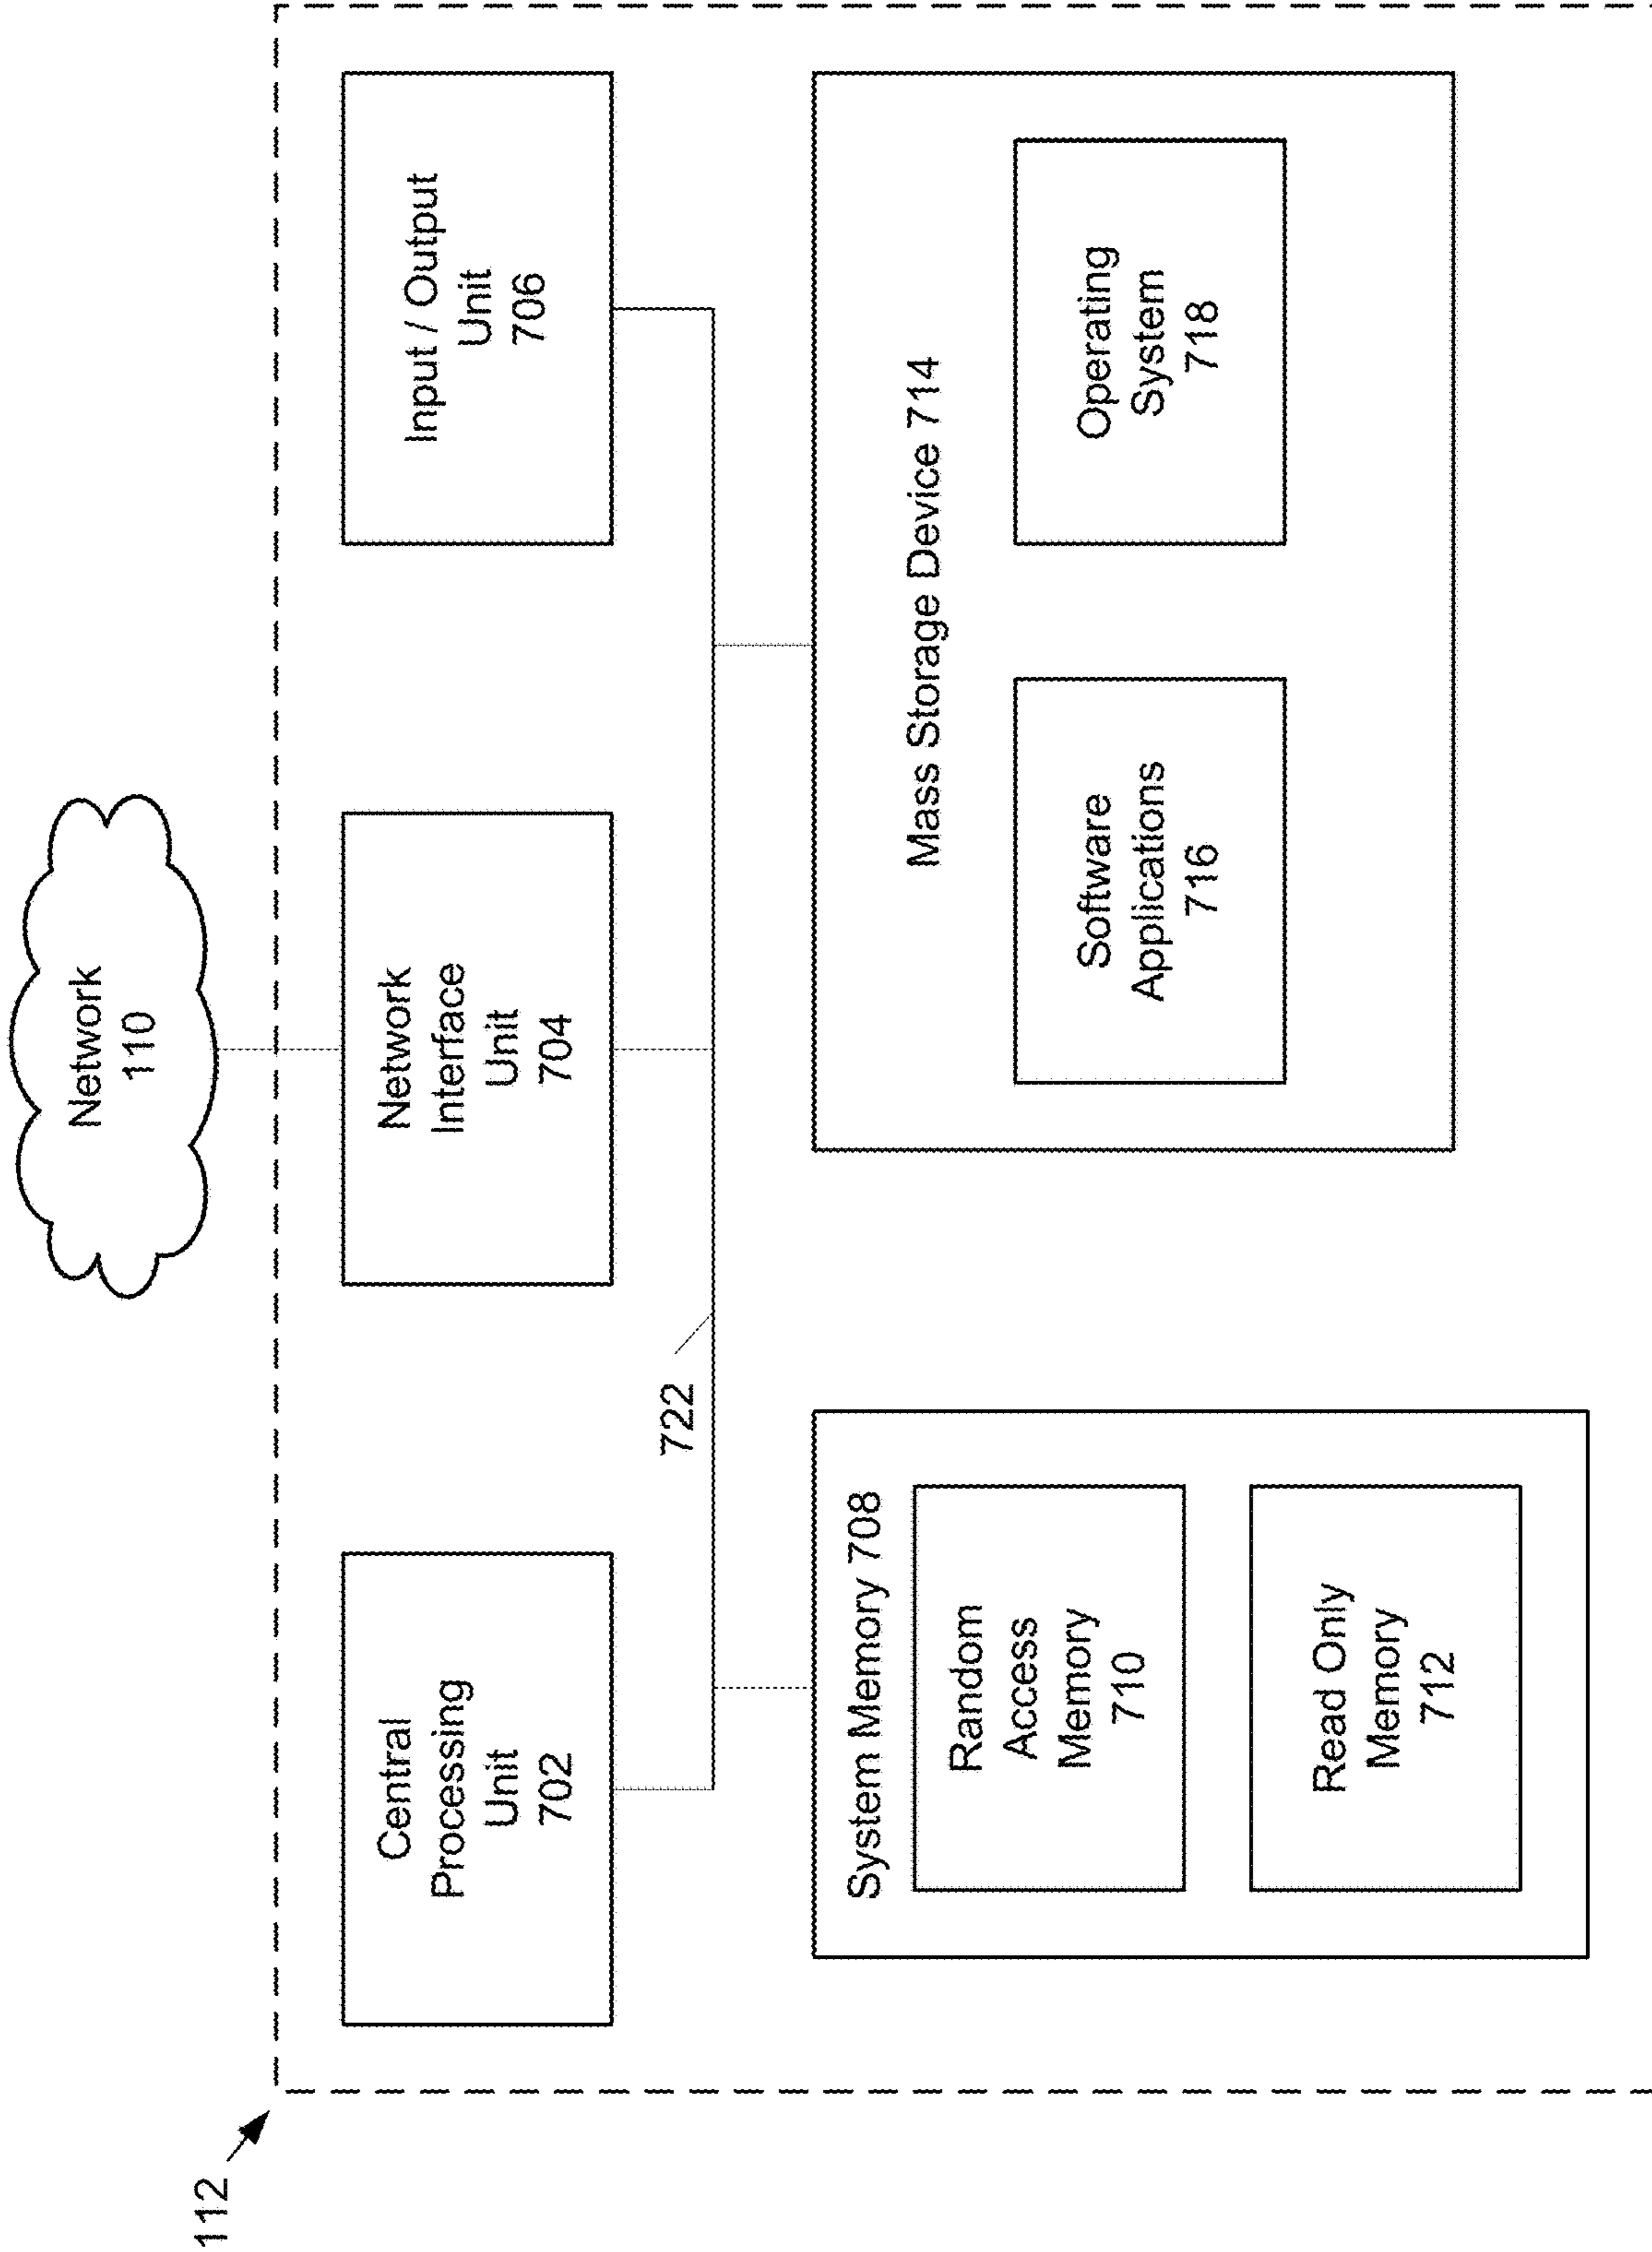 112
Network
110
Central
Processing
Unit
702
Network
Interface
Unit
704
Input / Output
Unit
706
722
System Memory 708
Random
Access
Memory
710
Read Only
Memory
712
Mass Storage Device 714
Software
Applications
716
Operating
System
718